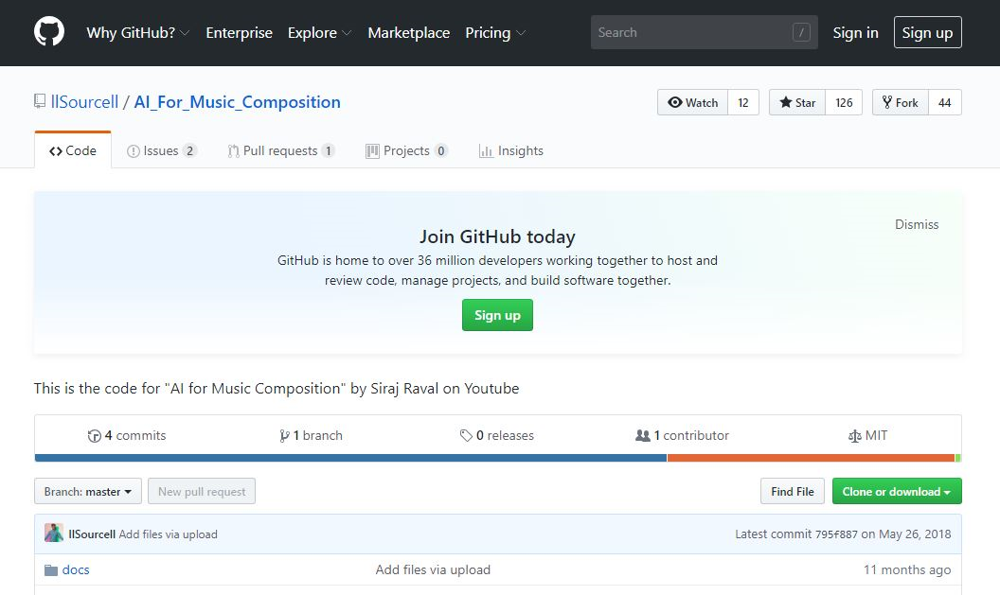 Why GitHub? Enterprise Explore Marketplace Pricing Search / Sign in Sign up
llSourcell / AI_For_Music_Composition Watch 12 Star 126 Fork 44
Code Issues 2 Pull requests 1 Projects 0 Insights
Dismiss
Join GitHub today
GitHub is home to over 36 million developers working together to host and
review code, manage projects, and build software together.
Sign up
This is the code for "AI for Music Composition" by Siraj Raval on Youtube
4 commits 1 branch 0 releases 1 contributor MIT
Branch: master New pull request Find File Clone or download
llSourcell Add files via upload Latest commit 795f887 on May 26, 2018
docs Add files via upload 11 months ago